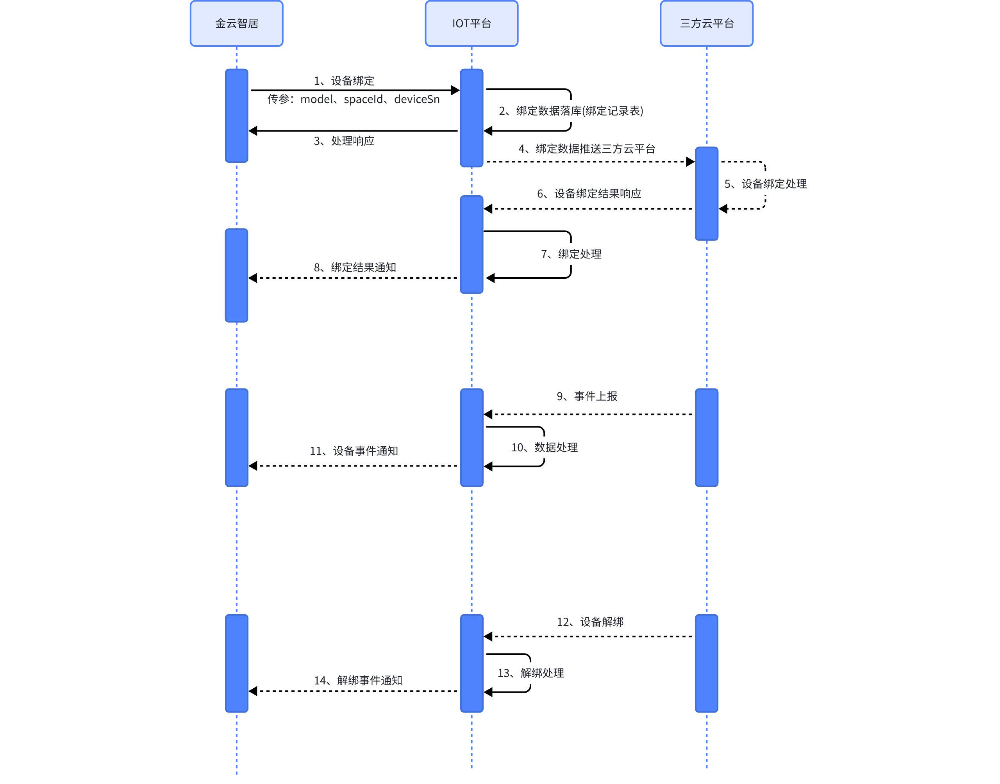 金云智居
IOT平台
三方云平台
1、设备绑定
传参：model、spaceId、deviceSn
2、绑定数据落库(绑定记录表)
3、处理响应
4、绑定数据推送三方云平台
5、设备绑定处理
6、设备绑定结果响应
7、绑定处理
8、绑定结果通知
9、事件上报
10、数据处理
11、设备事件通知
12、设备解绑
13、解绑处理
14、解绑事件通知